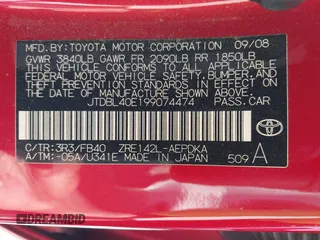 MFD.BY:TOYOTA MOTOR CORPORATION 09/08
GVWR 3840LB GAWR FR 2090LB RR 1850LB
THIS VEHICLE CONFORMS TO ALL APPLICABLE
FEDERAL MOTOR VEHICLE SAFETY, BUMPER, AND
THEFT PREVENTION STANDARDS IN EFFECT ON
THE DATE OF MANUFACTURE SHOWN ABOVE.
JTDBL40E199074474 PASS. CAR
C/TR:3R3/FB40 ZRE142L-AEPDKA
A/TM:-05A/U341E MADE IN JAPAN 509 A
TOYOTA
AUTOBIDMASTER